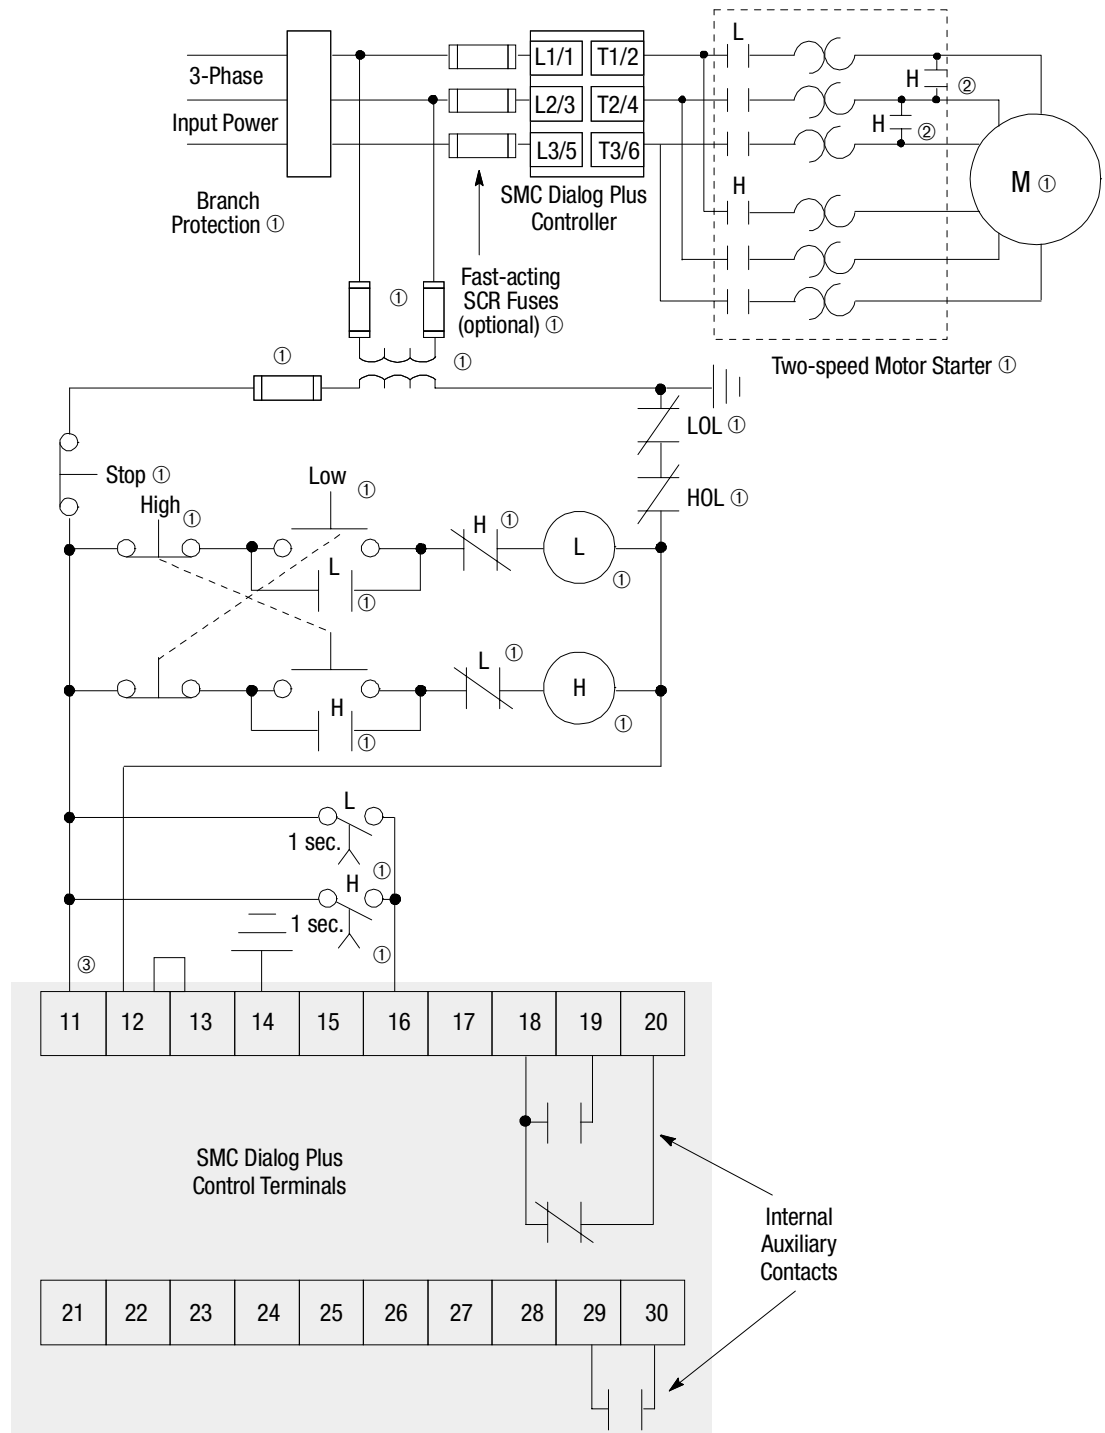 L
3-Phase
L1/1 T1/2
H ②
L2/3 T2/4
Input Power
H ②
L3/5 T3/6
M ①
H
Branch
Protection ①
SMC Dialog Plus
Controller
Fast-acting
SCR Fuses
(optional) ①
①
①
①
Two-speed Motor Starter ①
LOL ①
Stop ①
HOL ①
High ①
Low ①
H ①
L
①
L
①
L ①
H
①
H
①
L
1 sec.
①
H
1 sec.
①
③
11 12 13 14 15 16 17 18 19 20
SMC Dialog Plus
Control Terminals
Internal
Auxiliary
Contacts
21 22 23 24 25 26 27 28 29 30